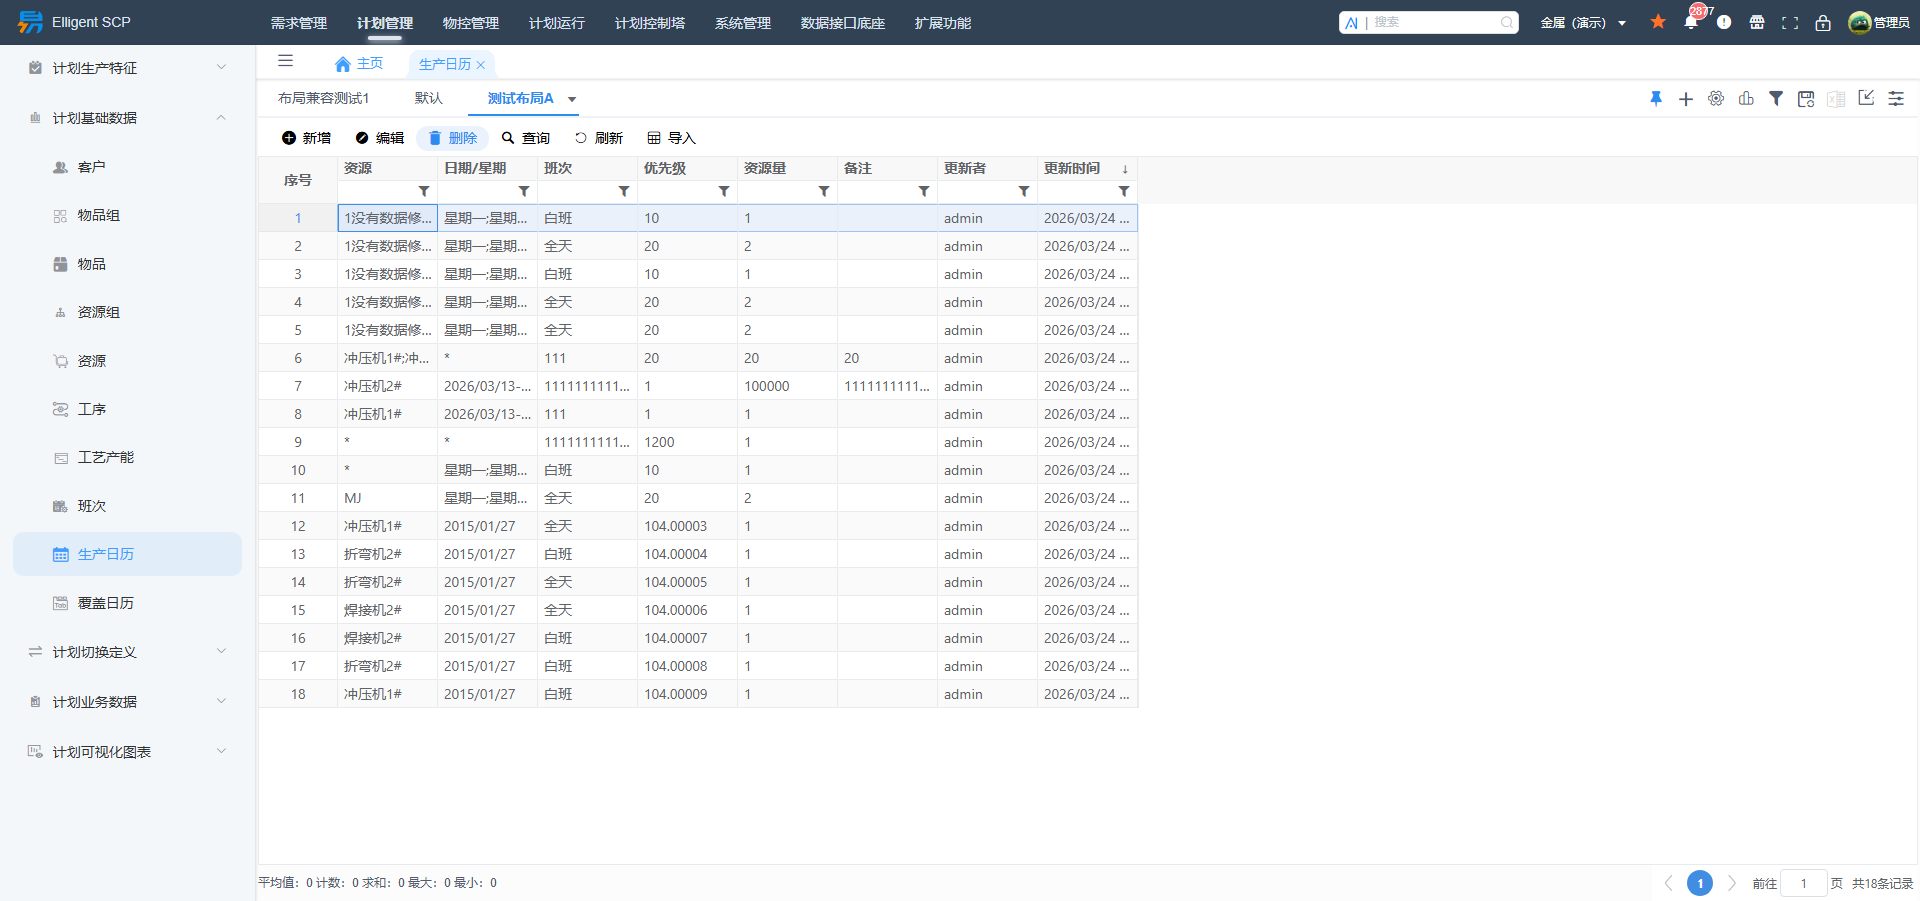 Elligent SCP
需求管理 计划管理 物控管理 计划运行 计划控制塔 系统管理 数据接口底座 扩展功能
AI | 搜索
金属（演示）
2877
管理员
计划生产特征
计划基础数据
客户
物品组
物品
资源组
资源
工序
工艺产能
班次
生产日历
覆盖日历
计划切换定义
计划业务数据
计划可视化图表
主页 生产日历
布局兼容测试1 默认 测试布局A
新增 编辑 删除 查询 刷新 导入
序号 资源 日期/星期 班次 优先级 资源量 备注 更新者 更新时间 ↓
1 1没有数据修... 星期一;星期... 白班 10 1 admin 2026/03/24 ...
2 1没有数据修... 星期一;星期... 全天 20 2 admin 2026/03/24 ...
3 1没有数据修... 星期一;星期... 白班 10 1 admin 2026/03/24 ...
4 1没有数据修... 星期一;星期... 全天 20 2 admin 2026/03/24 ...
5 1没有数据修... 星期一;星期... 全天 20 2 admin 2026/03/24 ...
6 冲压机1#;冲... * 111 20 20 20 admin 2026/03/24 ...
7 冲压机2# 2026/03/13-... 1111111111... 1 100000 1111111111... admin 2026/03/24 ...
8 冲压机1# 2026/03/13-... 111 1 1 admin 2026/03/24 ...
9 * * 1111111111... 1200 1 admin 2026/03/24 ...
10 * 星期一;星期... 白班 10 1 admin 2026/03/24 ...
11 MJ 星期一;星期... 全天 20 2 admin 2026/03/24 ...
12 冲压机1# 2015/01/27 全天 104.00003 1 admin 2026/03/24 ...
13 折弯机2# 2015/01/27 白班 104.00004 1 admin 2026/03/24 ...
14 折弯机2# 2015/01/27 全天 104.00005 1 admin 2026/03/24 ...
15 焊接机2# 2015/01/27 全天 104.00006 1 admin 2026/03/24 ...
16 焊接机2# 2015/01/27 白班 104.00007 1 admin 2026/03/24 ...
17 折弯机2# 2015/01/27 白班 104.00008 1 admin 2026/03/24 ...
18 冲压机1# 2015/01/27 白班 104.00009 1 admin 2026/03/24 ...
平均值：0 计数：0 求和：0 最大：0 最小：0
1 前往 1 页 共18条记录